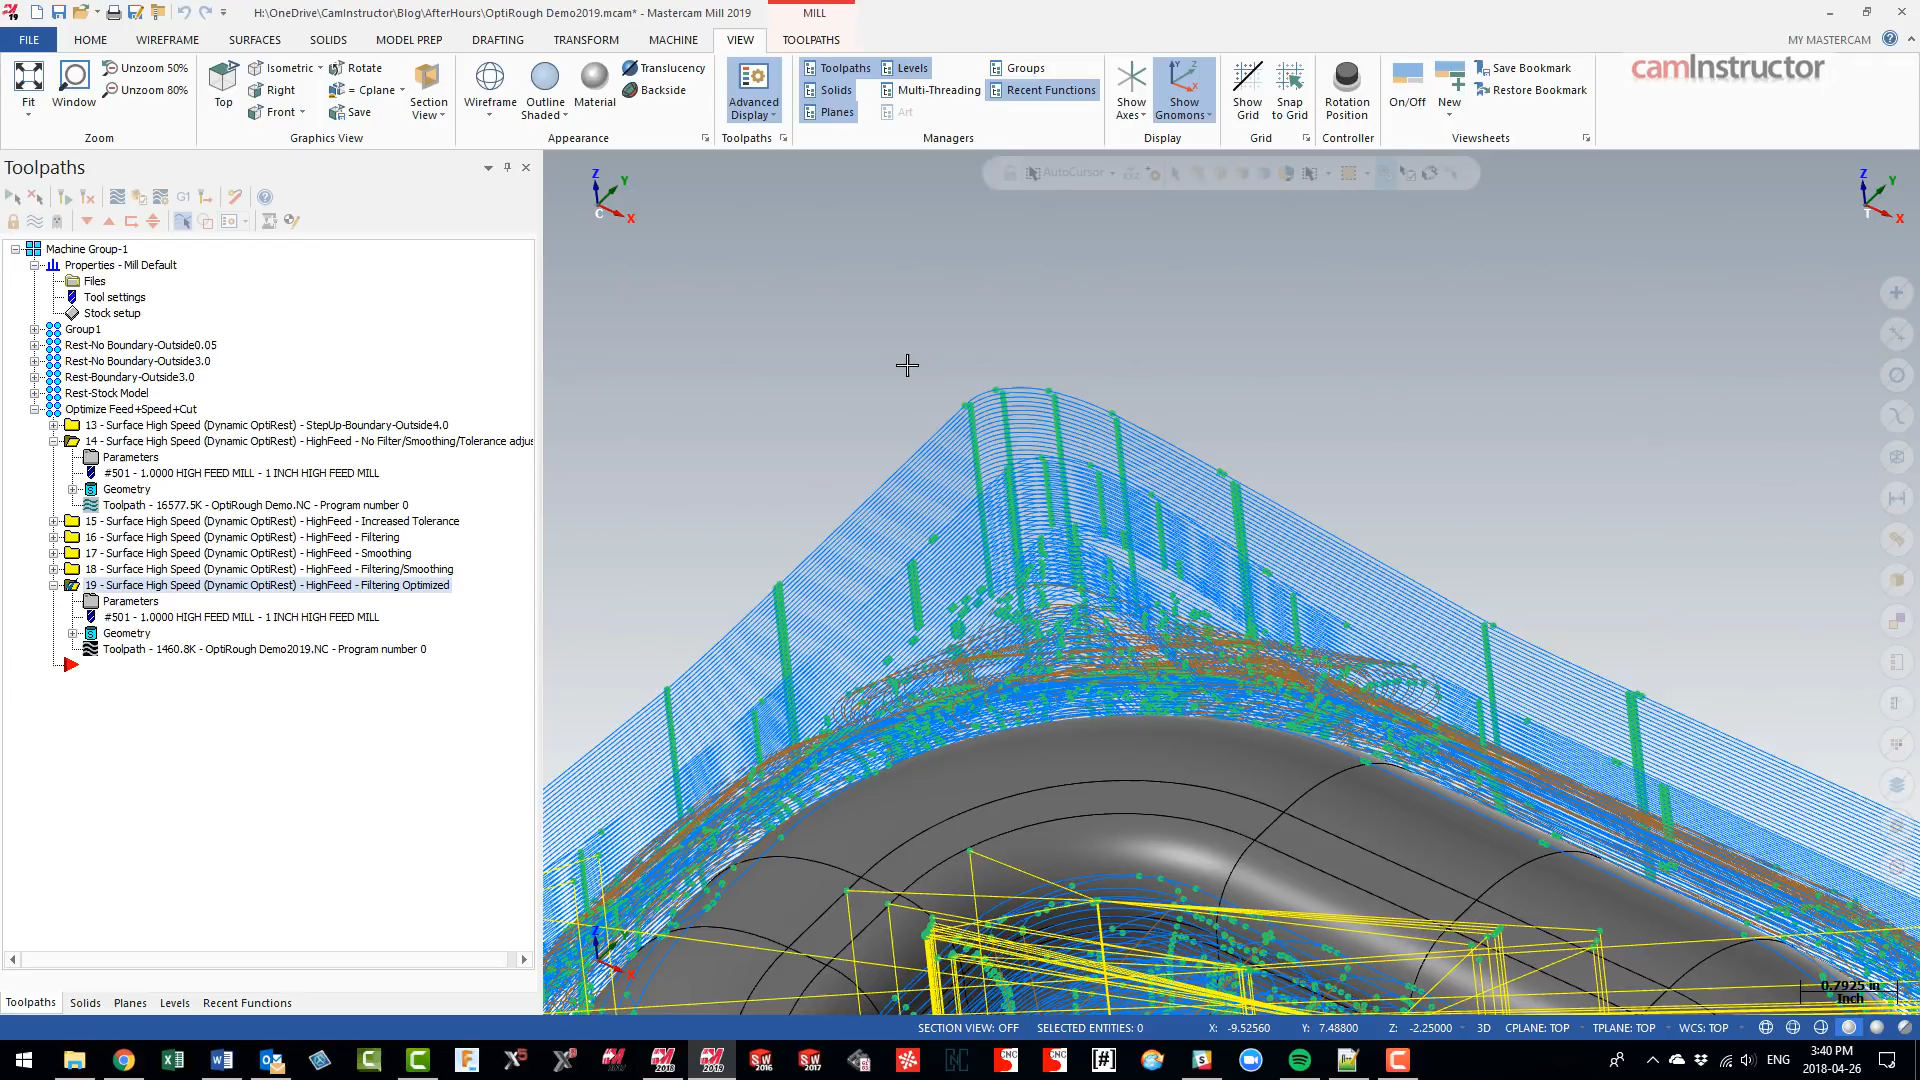 H:\OneDrive\CamInstructor\Blog\AfterHours\OptiRough Demo2019.mcam* - Mastercam Mill 2019
MILL
FILE HOME WIREFRAME SURFACES SOLIDS MODEL PREP DRAFTING TRANSFORM MACHINE VIEW TOOLPATHS MY MASTERCAM
camInstructor
Fit
Window
Unzoom 50%
Unzoom 80%
Zoom
Top
Isometric
Right
Front
Rotate
= Cplane
Save
Section View
Graphics View
Wireframe
Outline Shaded
Material
Translucency
Backside
Appearance
Advanced Display
Toolpaths
Toolpaths
Solids
Planes
Levels
Multi-Threading
Art
Groups
Recent Functions
Managers
Show Axes
Show Gnomons
Display
Show Grid
Snap to Grid
Grid
Rotation Position
Controller
On/Off
New
Save Bookmark
Restore Bookmark
Viewsheets
Toolpaths
G1
Machine Group-1
Properties - Mill Default
Files
Tool settings
Stock setup
Group1
Rest-No Boundary-Outside0.05
Rest-No Boundary-Outside3.0
Rest-Boundary-Outside3.0
Rest-Stock Model
Optimize Feed+Speed+Cut
13 - Surface High Speed (Dynamic OptiRest) - StepUp-Boundary-Outside4.0
14 - Surface High Speed (Dynamic OptiRest) - HighFeed - No Filter/Smoothing/Tolerance adjus
Parameters
#501 - 1.0000 HIGH FEED MILL - 1 INCH HIGH FEED MILL
Geometry
Toolpath - 16577.5K - OptiRough Demo.NC - Program number 0
15 - Surface High Speed (Dynamic OptiRest) - HighFeed - Increased Tolerance
16 - Surface High Speed (Dynamic OptiRest) - HighFeed - Filtering
17 - Surface High Speed (Dynamic OptiRest) - HighFeed - Smoothing
18 - Surface High Speed (Dynamic OptiRest) - HighFeed - Filtering/Smoothing
19 - Surface High Speed (Dynamic OptiRest) - HighFeed - Filtering Optimized
Parameters
#501 - 1.0000 HIGH FEED MILL - 1 INCH HIGH FEED MILL
Geometry
Toolpath - 1460.8K - OptiRough Demo2019.NC - Program number 0
AutoCursor
Z Y X C
Z Y X T
Z X
0.7925 in
Inch
Toolpaths Solids Planes Levels Recent Functions
SECTION VIEW: OFF SELECTED ENTITIES: 0 X: -9.52560 Y: 7.48800 Z: -2.25000 3D CPLANE: TOP TPLANE: TOP WCS: TOP
ENG
3:40 PM
2018-04-26